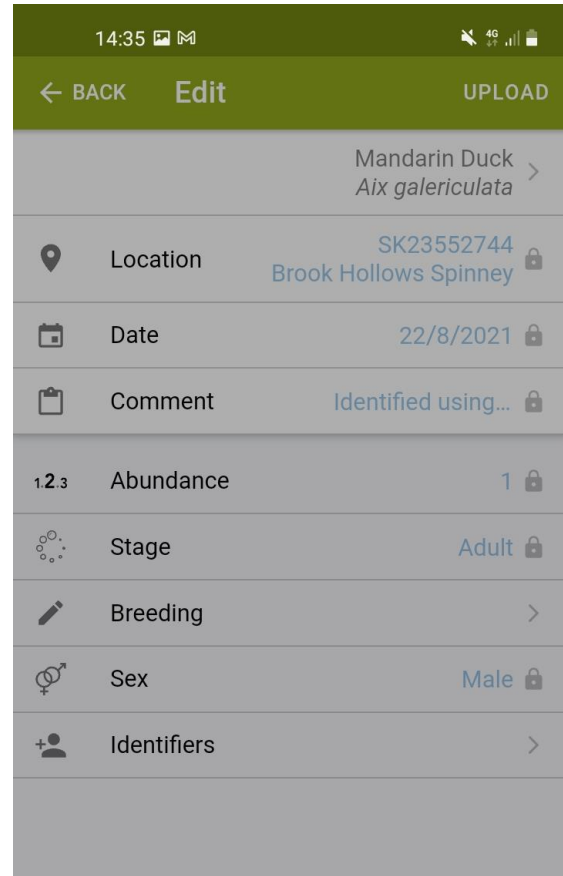 14:35 4G
BACK Edit UPLOAD
Mandarin Duck
Aix galericulata
Location SK23552744
Brook Hollows Spinney
Date 22/8/2021
Comment Identified using...
1.2.3 Abundance 1
Stage Adult
Breeding
Sex Male
Identifiers